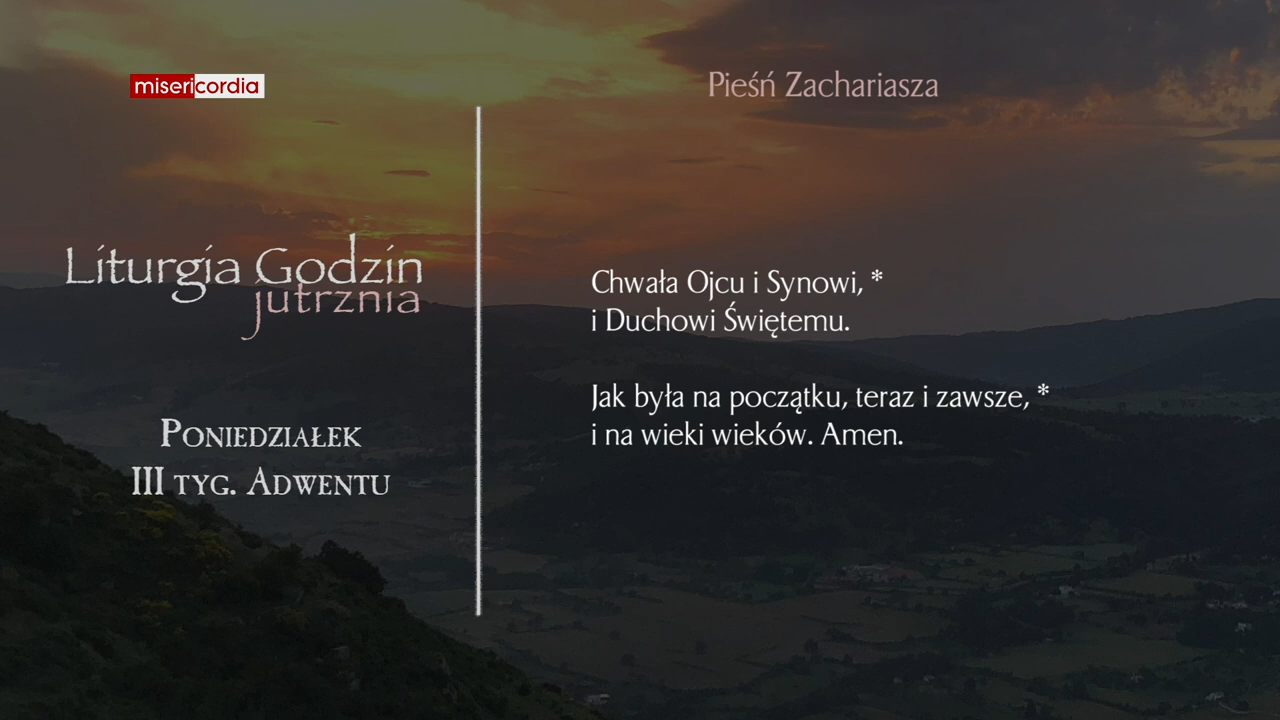 misericordia
Liturgia Godzin
jutrznia
Poniedziałek
III tyg. Adwentu
Pieśń Zachariasza
Chwała Ojcu i Synowi, *
i Duchowi Świętemu.
Jak była na początku, teraz i zawsze, *
i na wieki wieków. Amen.